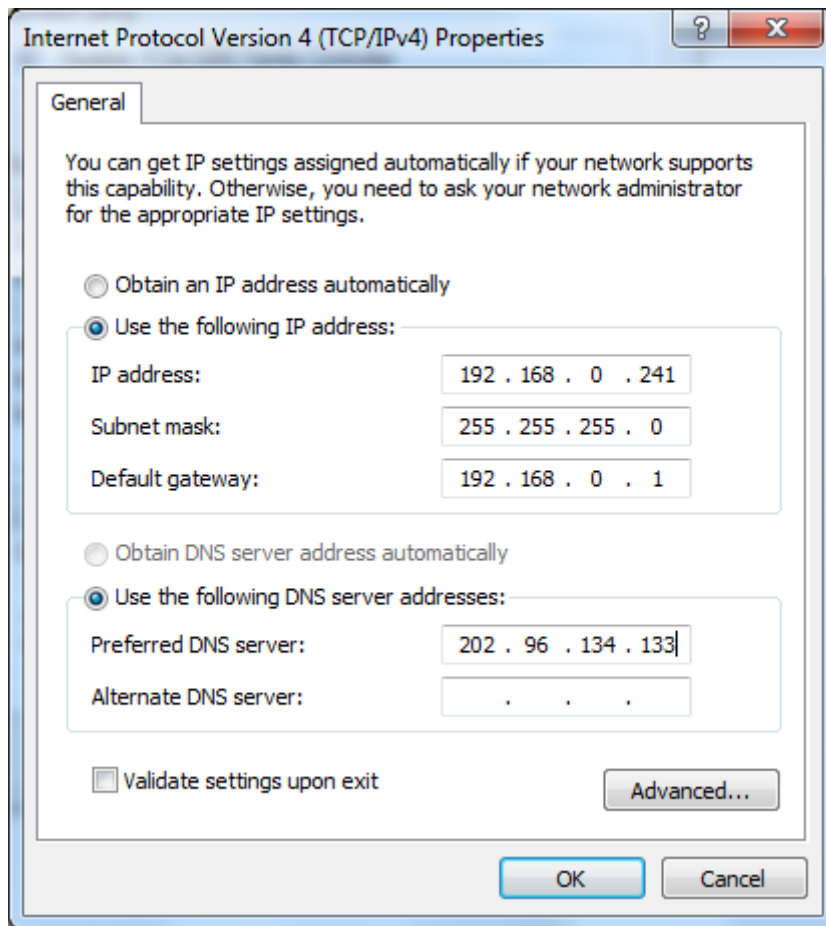 Internet Protocol Version 4 (TCP/IPv4) Properties
General
You can get IP settings assigned automatically if your network supports
this capability. Otherwise, you need to ask your network administrator
for the appropriate IP settings.
Obtain an IP address automatically
Use the following IP address:
IP address: 192 . 168 . 0 . 241
Subnet mask: 255 . 255 . 255 . 0
Default gateway: 192 . 168 . 0 . 1
Obtain DNS server address automatically
Use the following DNS server addresses:
Preferred DNS server: 202 . 96 . 134 . 133
Alternate DNS server: . . .
Validate settings upon exit
Advanced...
OK Cancel